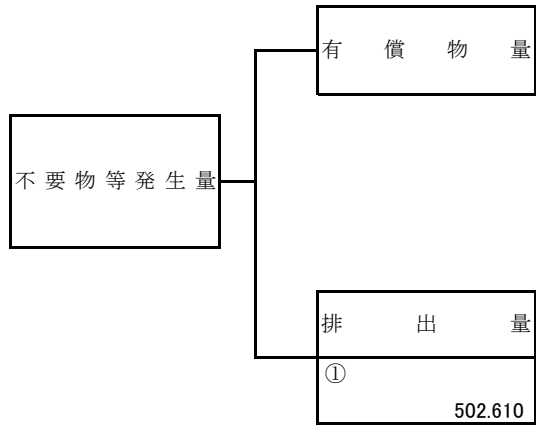 有償物量
不要物等発生量
排出量
①
502.610